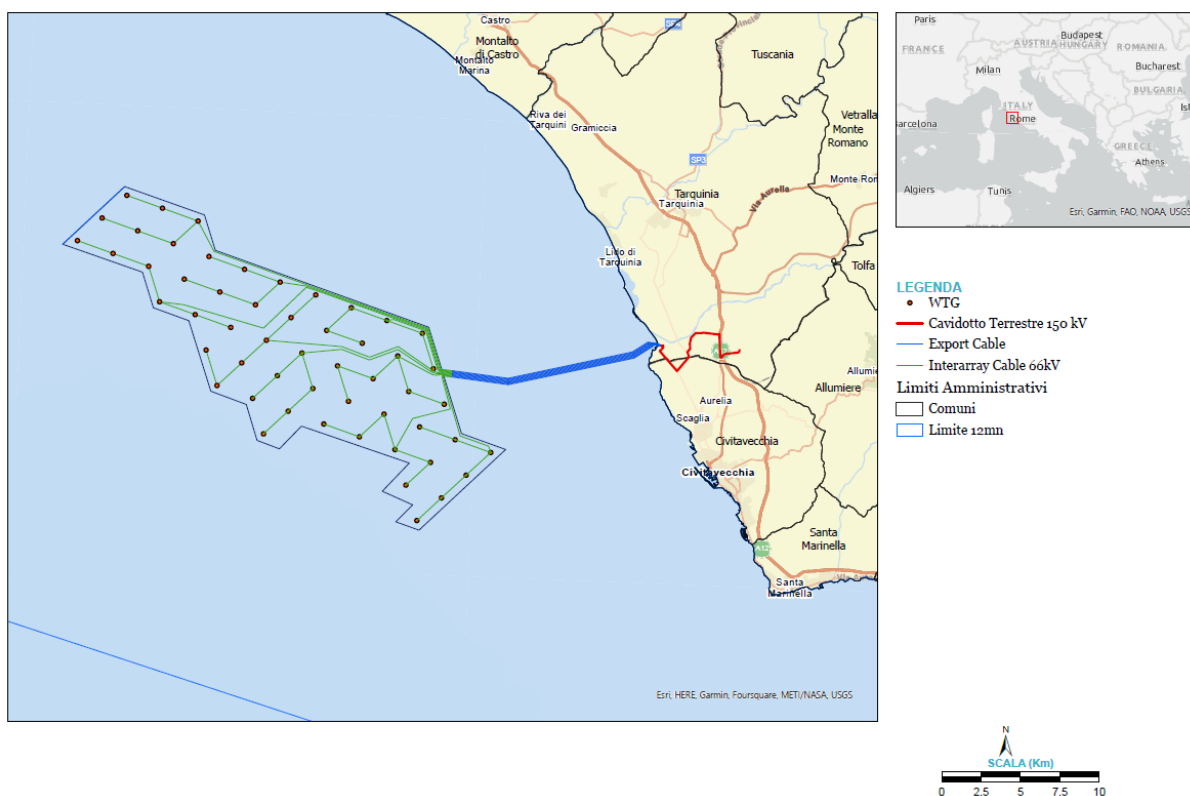 Castro
Montalto
di Castro
Montalto
Marina
Tuscania
Riva dei
Tarquini
Gramiccia
Vetralla
Monte
Romano
SP3
Monte Rom
Tarquinia
Tarquinia
Via Aurelia
Lido di
Tarquinia
Tolfa
Allumiere
Allumiere
Aurelia
Scaglia
Civitavecchia
Civitavecchia
Santa
Marinella
A12
Santa
Marinella
Esri, HERE, Garmin, Foursquare, METI/NASA, USGS
Paris
Budapest
FRANCE
AUSTRIA
HUNGARY
ROMANIA
Milan
Bucharest
BULGARIA
ITALY
Rome
Barcelona
GREECE
Athens
Algiers
Tunis
Esri, Garmin, FAO, NOAA, USGS
LEGENDA
WTG
Cavidotto Terrestre 150 kV
Export Cable
Interarray Cable 66kV
Limiti Amministrativi
Comuni
Limite 12mn
N
SCALA (Km)
0 2.5 5 7.5 10